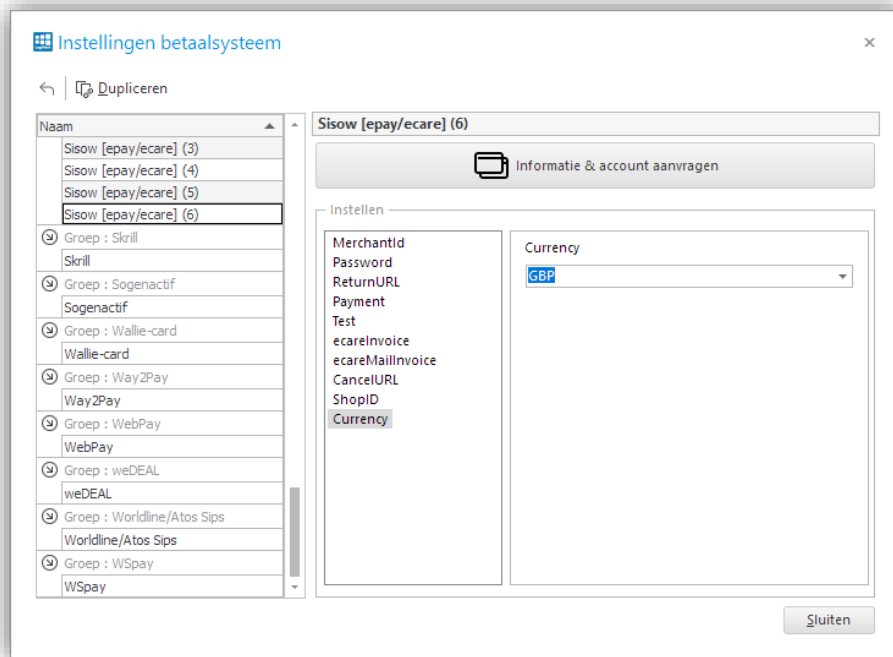 Instellingen betaalsysteem
Dupliceren
Naam
Sisow [epay/ecare] (3)
Sisow [epay/ecare] (4)
Sisow [epay/ecare] (5)
Sisow [epay/ecare] (6)
Groep : Skrill
Skrill
Groep : Sogenactif
Sogenactif
Groep : Wallie-card
Wallie-card
Groep : Way2Pay
Way2Pay
Groep : WebPay
WebPay
Groep : weDEAL
weDEAL
Groep : Worldline/Atos Sips
Worldline/Atos Sips
Groep : WSpay
WSpay
Sisow [epay/ecare] (6)
Informatie & account aanvragen
Instellen
MerchantId
Password
ReturnURL
Payment
Test
ecareInvoice
ecareMailInvoice
CancelURL
ShopID
Currency
Currency
GBP
Sluiten